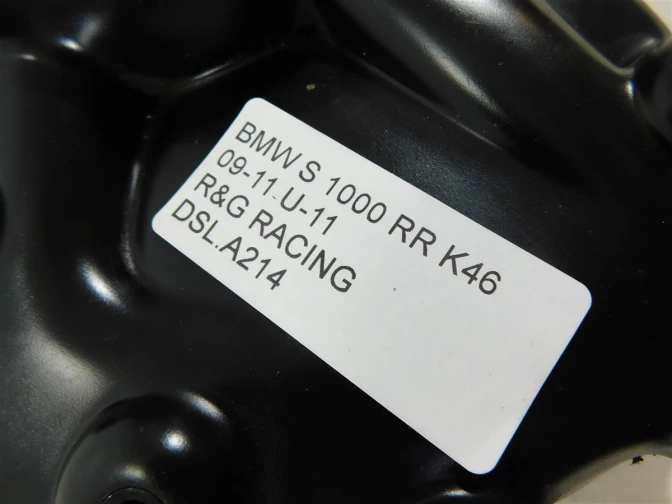 BMW S 1000 RR K46
09-11 U-11
R&G RACING
DSL.A214